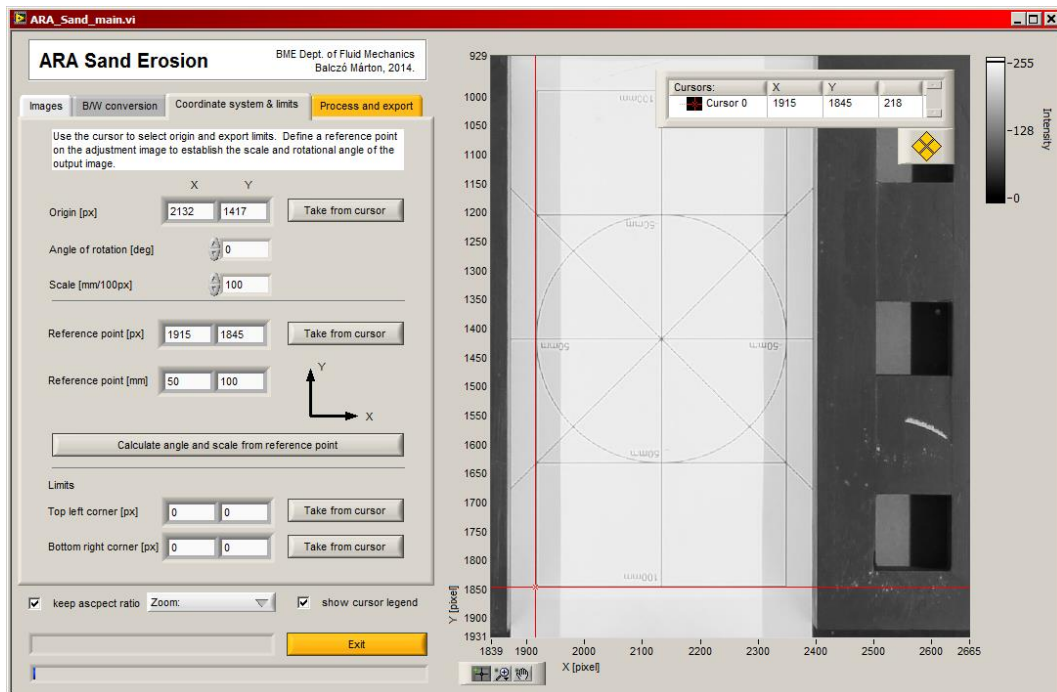 ARA_Sand_main.vi
ARA Sand Erosion
BME Dept. of Fluid Mechanics
Balczó Márton, 2014.
Images
B/W conversion
Coordinate system & limits
Process and export
Use the cursor to select origin and export limits. Define a reference point
on the adjustment image to establish the scale and rotational angle of the
output image.
X Y
Origin [px] 2132 1417 Take from cursor
Angle of rotation [deg] 0
Scale [mm/100px] 100
Reference point [px] 1915 1845 Take from cursor
Reference point [mm] 50 100
Y
X
Calculate angle and scale from reference point
Limits
Top left corner [px] 0 0 Take from cursor
Bottom right corner [px] 0 0 Take from cursor
keep ascpect ratio Zoom: show cursor legend
Exit
929
1000
1050
1100
1150
1200
1250
1300
1350
1400
1450
1500
1550
1600
1650
1700
1750
1800
1850
1900
1931
Y [pixel]
1839 1900 2000 2100 2200 2300 2400 2500 2600 2665
X [pixel]
Cursors: X Y
Cursor 0 1915 1845 218
100mm
50mm
50mm
50mm
50mm
100mm
-255
-128
-0
Intensity